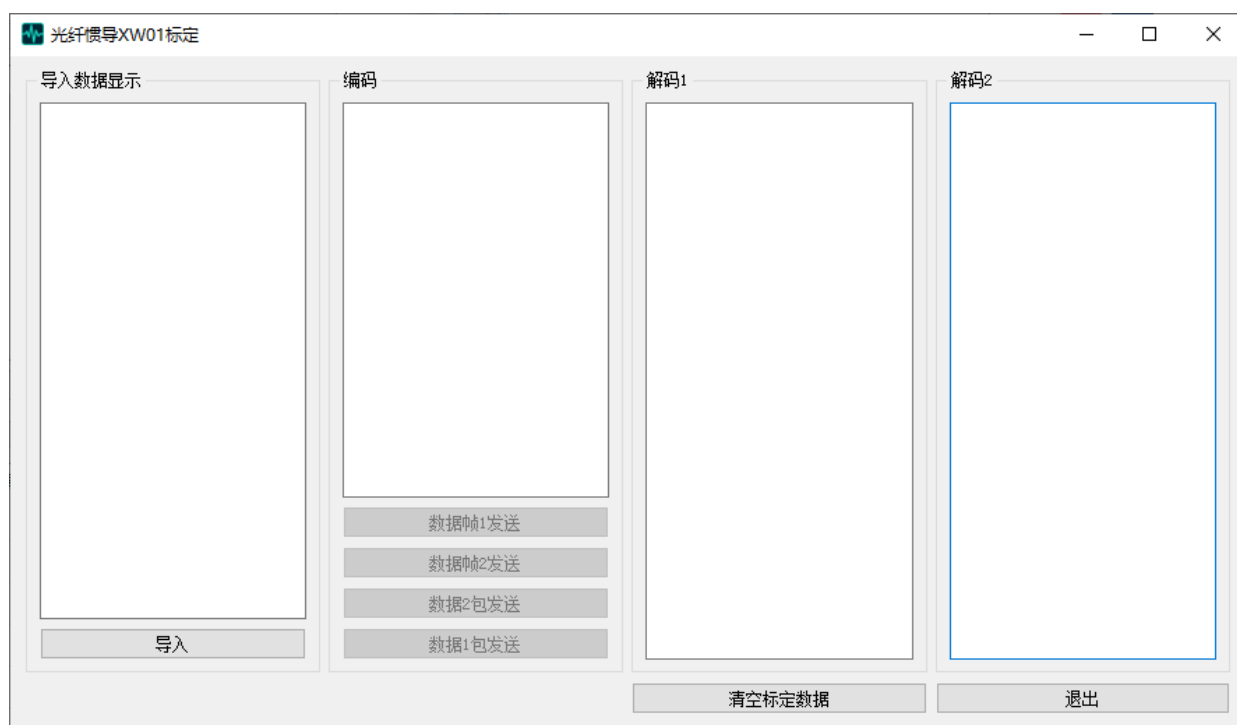 光纤惯导XW01标定
导入数据显示
编码
解码1
解码2
数据帧1发送
数据帧2发送
数据2包发送
导入
数据1包发送
清空标定数据
退出